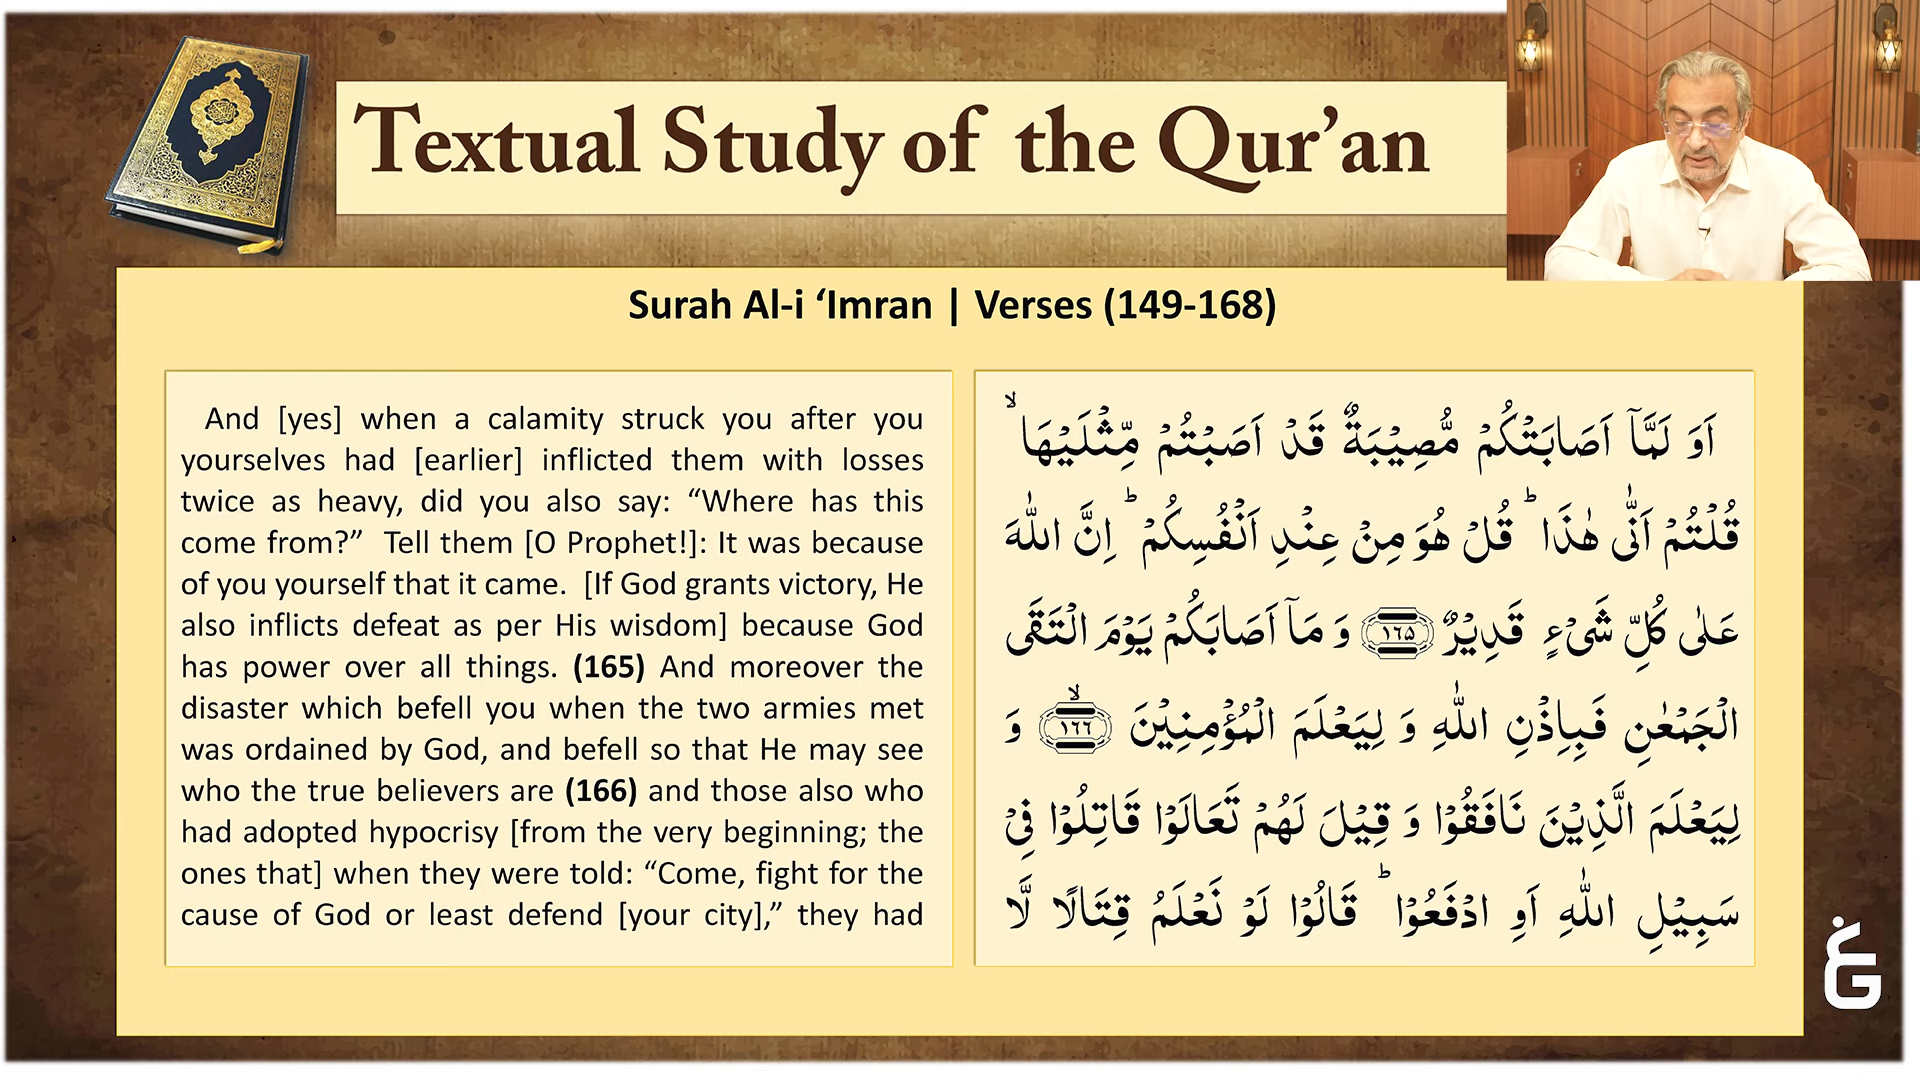 Textual Study of the Qur’an
Surah Al-i ‘Imran | Verses (149-168)
And [yes] when a calamity struck you after you
yourselves had [earlier] inflicted them with losses
twice as heavy, did you also say: “Where has this
come from?” Tell them [O Prophet!]: It was because
of you yourself that it came. [If God grants victory, He
also inflicts defeat as per His wisdom] because God
has power over all things. (165) And moreover the
disaster which befell you when the two armies met
was ordained by God, and befell so that He may see
who the true believers are (166) and those also who
had adopted hypocrisy [from the very beginning; the
ones that] when they were told: “Come, fight for the
cause of God or least defend [your city],” they had
اَوَ لَمَّاۤ اَصَابَتْكُمْ مُّصِیْبَةٌ قَدْ اَصَبْتُمْ مِّثْلَیْهَا ۙ
قُلْتُمْ اَنّٰی هٰذَا ؕ قُلْ هُوَ مِنْ عِنْدِ اَنْفُسِكُمْ ؕ اِنَّ اللّٰهَ
عَلٰی كُلِّ شَیْءٍ قَدِیْرٌ ﴿۱۶۵﴾ وَ مَاۤ اَصَابَكُمْ یَوْمَ الْتَقَی
الْجَمْعٰنِ فَبِاِذْنِ اللّٰهِ وَ لِیَعْلَمَ الْمُؤْمِنِیْنَ ﴿۱۶۶﴾ۙ وَ
لِیَعْلَمَ الَّذِیْنَ نَافَقُوْا وَ قِیْلَ لَهُمْ تَعَالَوْا قَاتِلُوْا فِیْ
سَبِیْلِ اللّٰهِ اَوِ ادْفَعُوْا ؕ قَالُوْا لَوْ نَعْلَمُ قِتَالًا لَّا